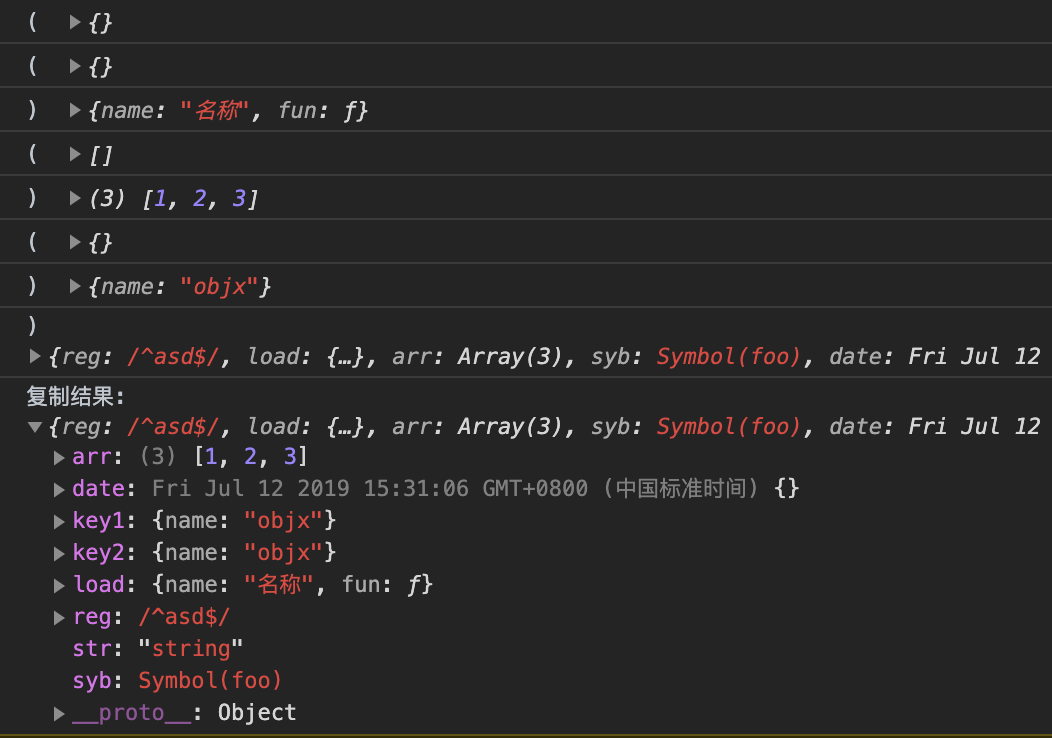 ( ▶{}
( ▶{}
) ▶{name: "名称", fun: ƒ}
( ▶[]
) ▶(3) [1, 2, 3]
( ▶{}
) ▶{name: "objx"}
)
▶{reg: /^asd$/, load: {…}, arr: Array(3), syb: Symbol(foo), date: Fri Jul 12
复制结果:
▼{reg: /^asd$/, load: {…}, arr: Array(3), syb: Symbol(foo), date: Fri Jul 12
▶arr: (3) [1, 2, 3]
▶date: Fri Jul 12 2019 15:31:06 GMT+0800 (中国标准时间) {}
▶key1: {name: "objx"}
▶key2: {name: "objx"}
▶load: {name: "名称", fun: ƒ}
▶reg: /^asd$/
str: "string"
syb: Symbol(foo)
▶__proto__: Object